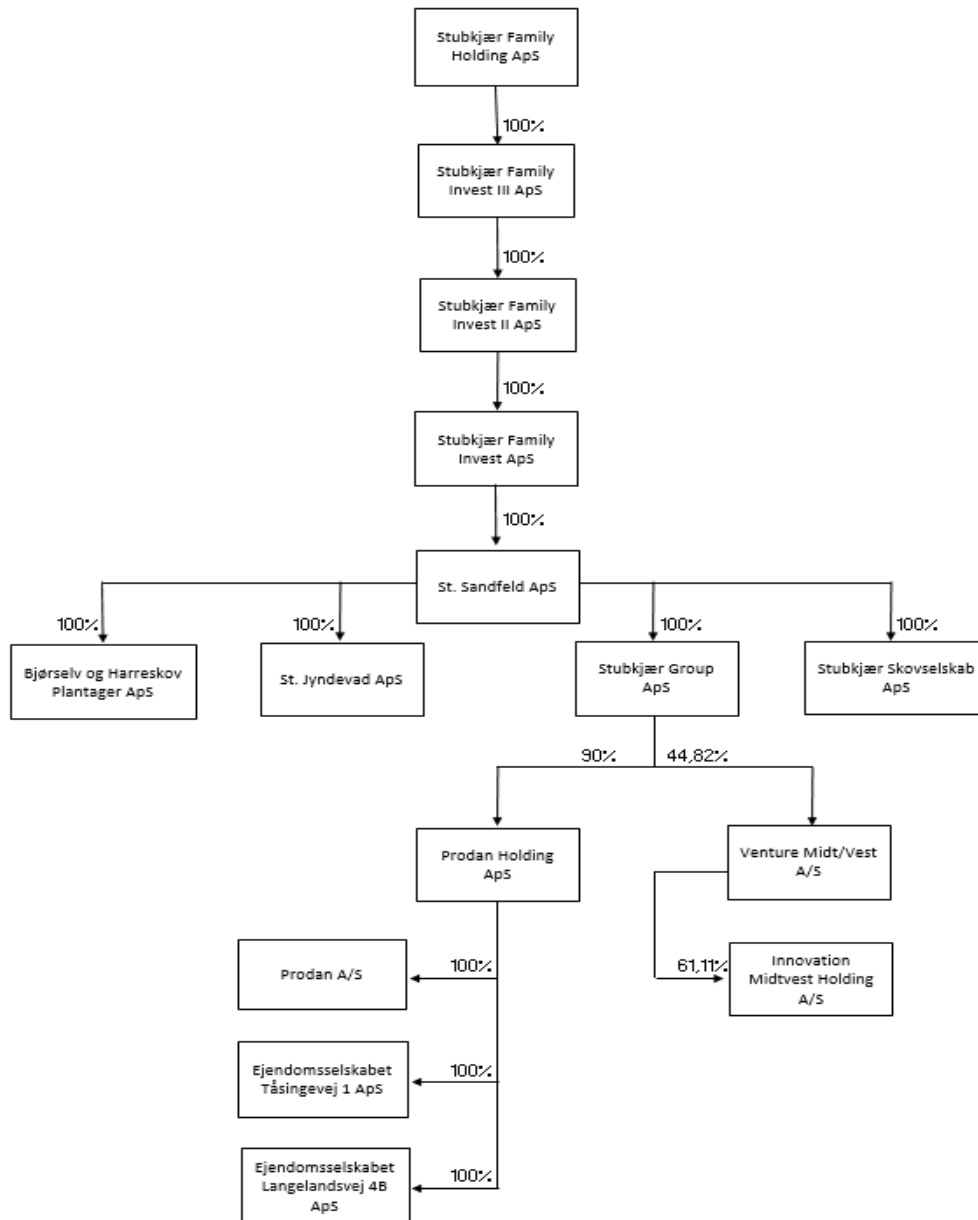 Stubkjær Family
Holding ApS
100%
Stubkjær Family
Invest III ApS
100%
Stubkjær Family
Invest II ApS
100%
Stubkjær Family
Invest ApS
100%
St. Sandfeld ApS
100%
100%
100%
100%
Bjørselv og Harreskov
Plantager ApS
St. Jyndevad ApS
Stubkjær Group
ApS
Stubkjær Skovselskab
ApS
90%
44,82%
Prodan Holding
ApS
Venture Midt/Vest
A/S
Prodan A/S
100%
61,11%
Innovation
Midtvest Holding
A/S
Ejendomsselskabet
Tåsingevej 1 ApS
100%
Ejendomsselskabet
Langelandsvej 4B
ApS
100%